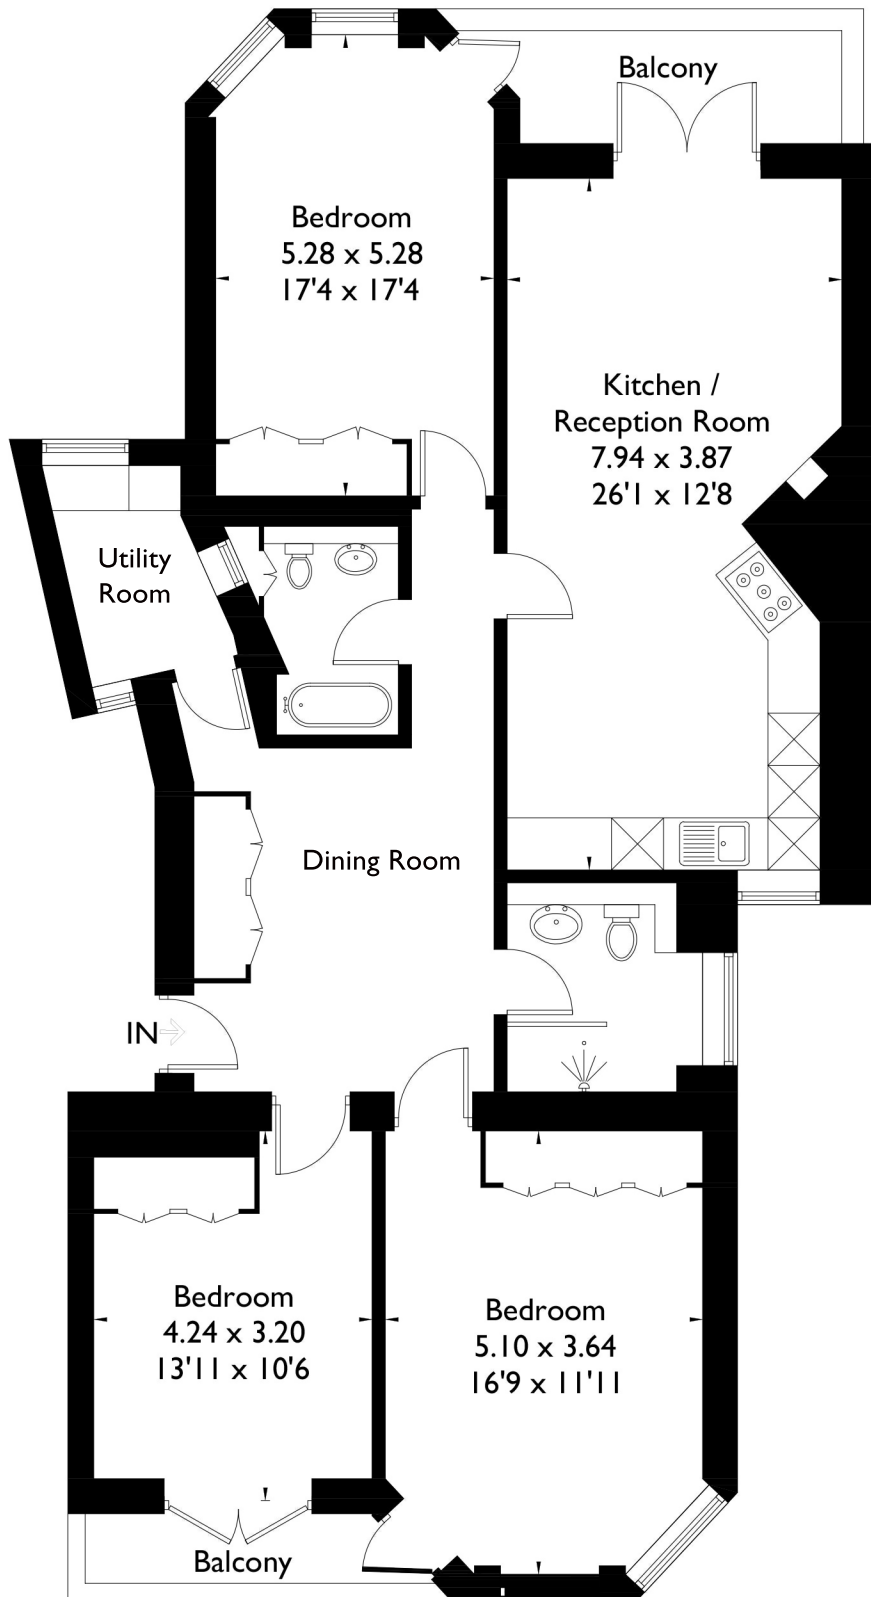 Balcony
Bedroom
5.28 x 5.28
17'4 x 17'4
Kitchen /
Reception Room
7.94 x 3.87
26'1 x 12'8
Utility
Room
Dining Room
IN
Bedroom
4.24 x 3.20
13'11 x 10'6
Bedroom
5.10 x 3.64
16'9 x 11'11
Balcony